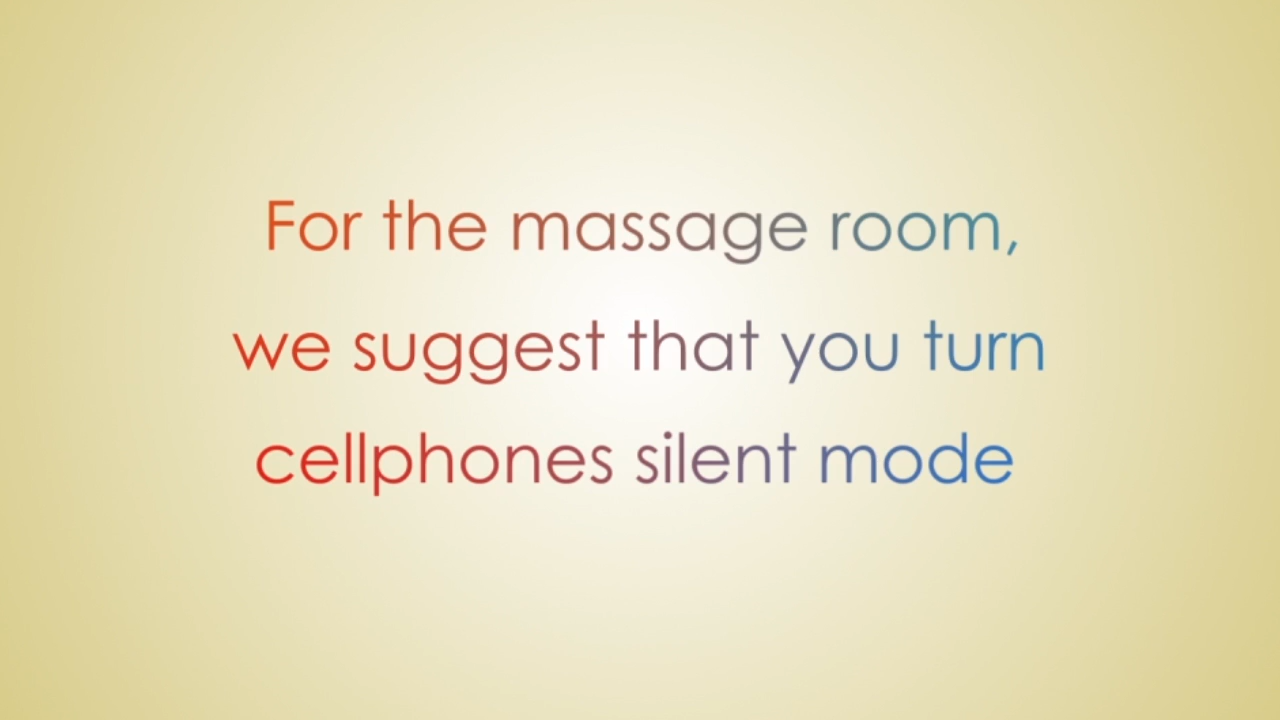 For the massage room,
we suggest that you turn
cellphones silent mode